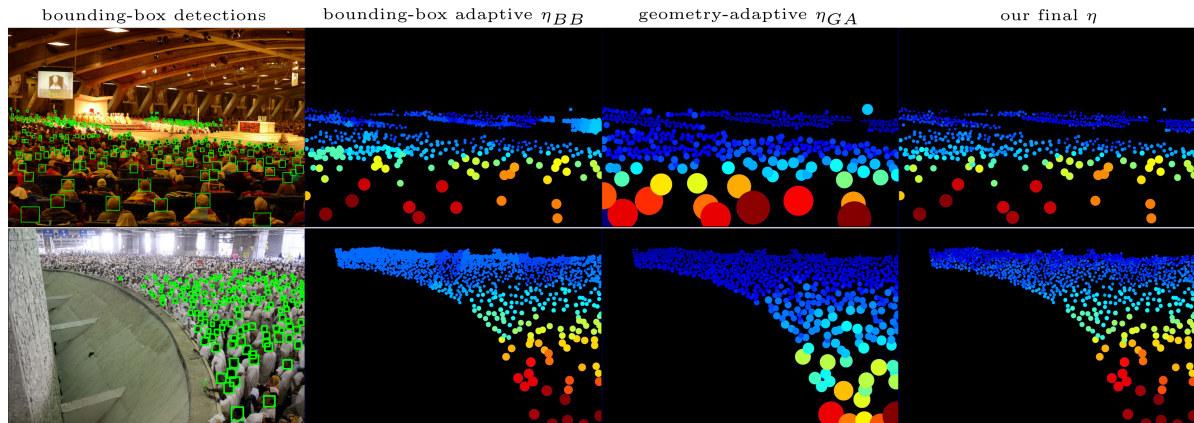 bounding-box detections
bounding-box adaptive η_BB
geometry-adaptive η_GA
our final η